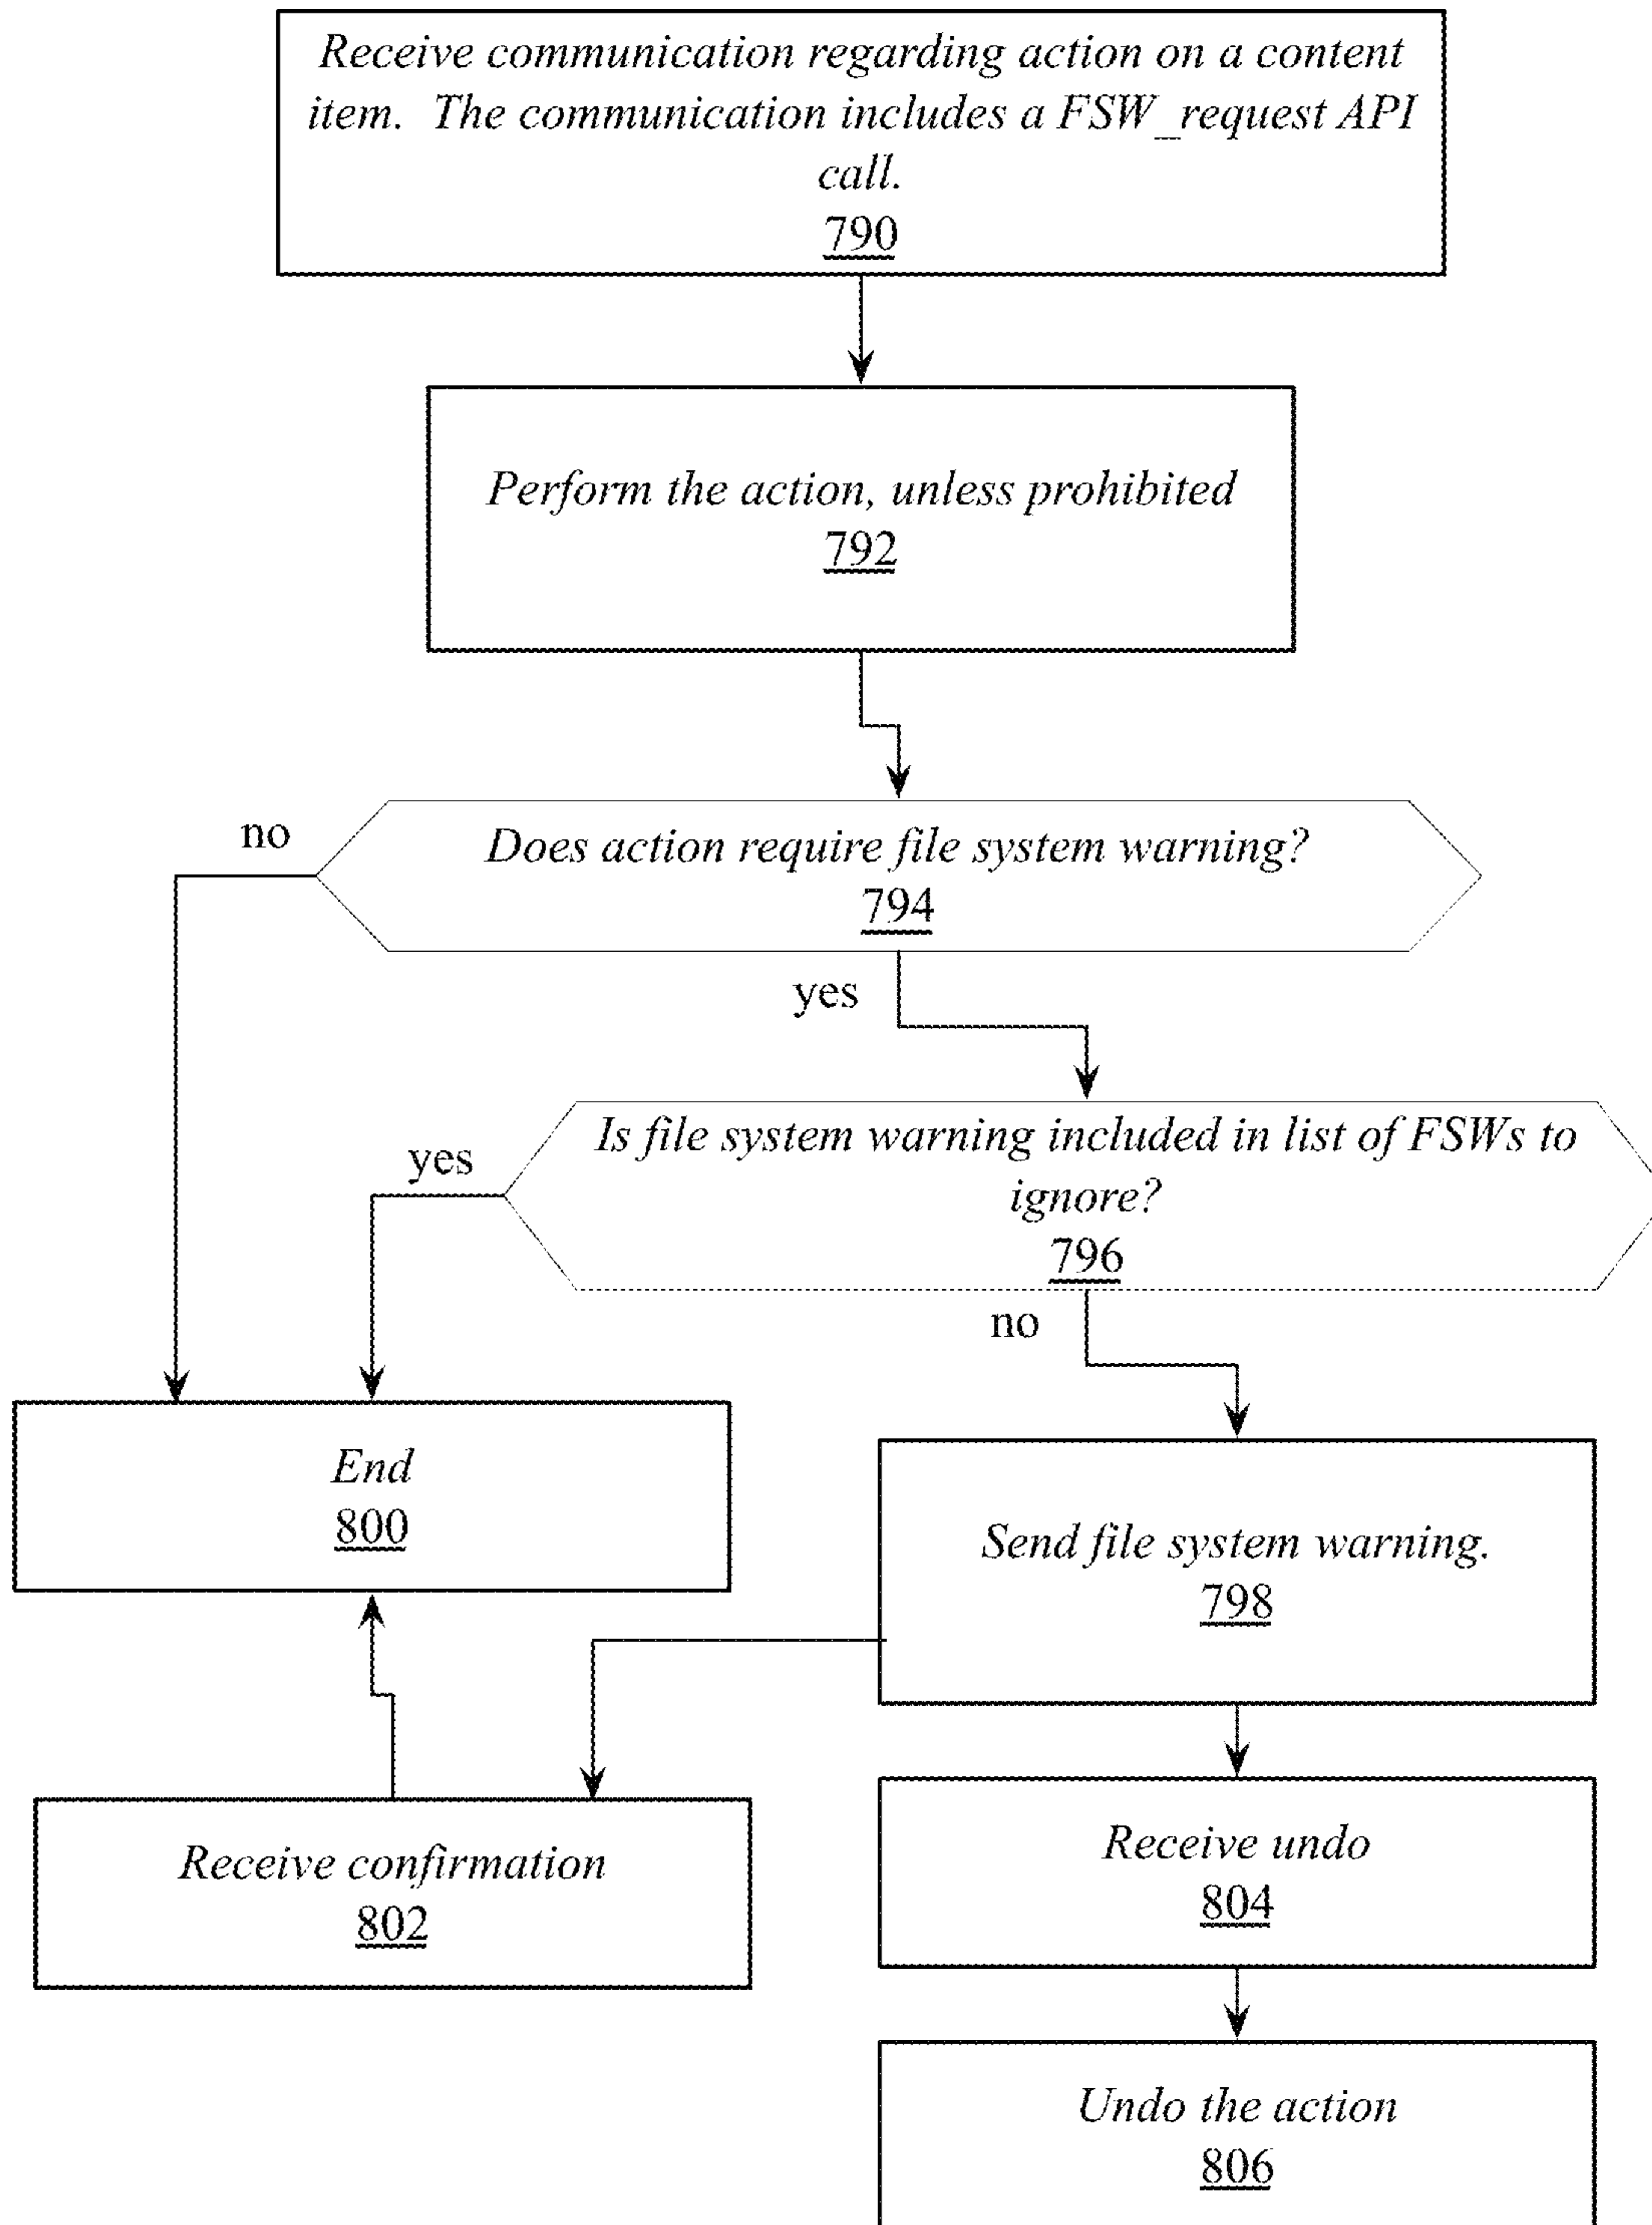 Receive communication regarding action on a content
item. The communication includes a FSW_request API
call.
790
Perform the action, unless prohibited
792
no
Does action require file system warning?
794
yes
Is file system warning included in list of FSWs to
ignore?
796
yes
no
End
800
Send file system warning.
798
Receive confirmation
802
Receive undo
804
Undo the action
806